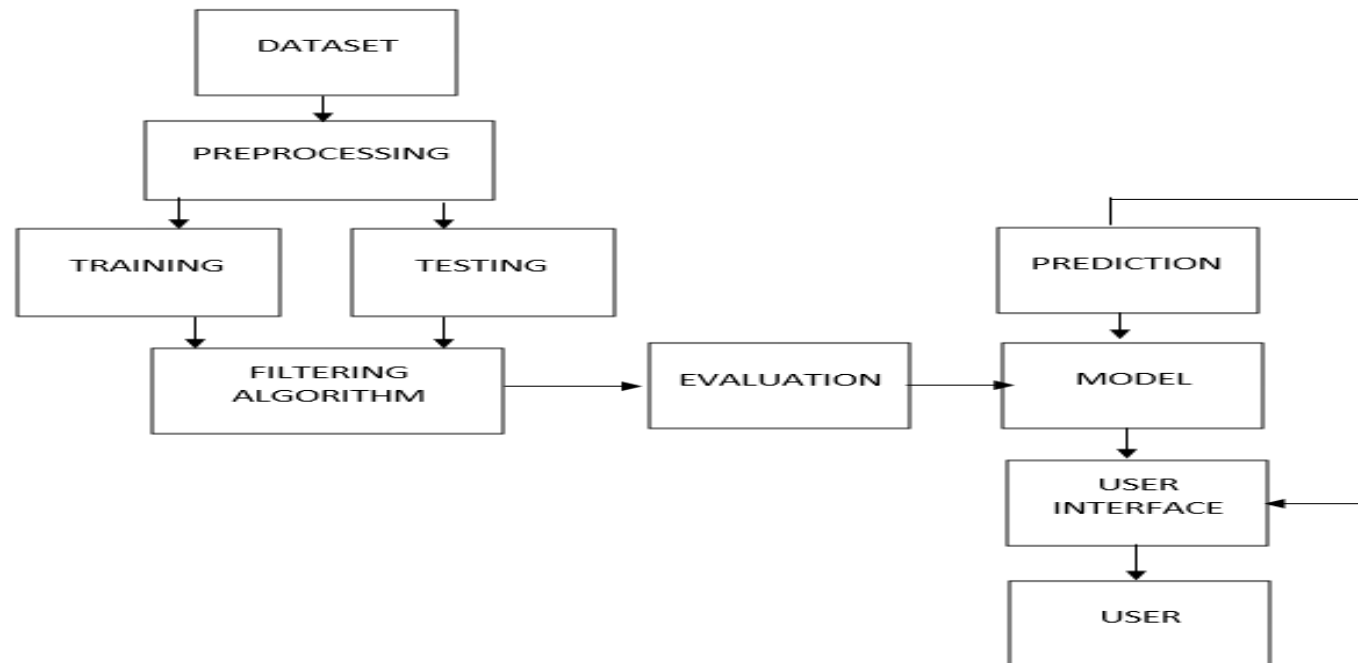 DATASET
PREPROCESSING
TRAINING
TESTING
PREDICTION
FILTERING
ALGORITHM
EVALUATION
MODEL
USER
INTERFACE
USER